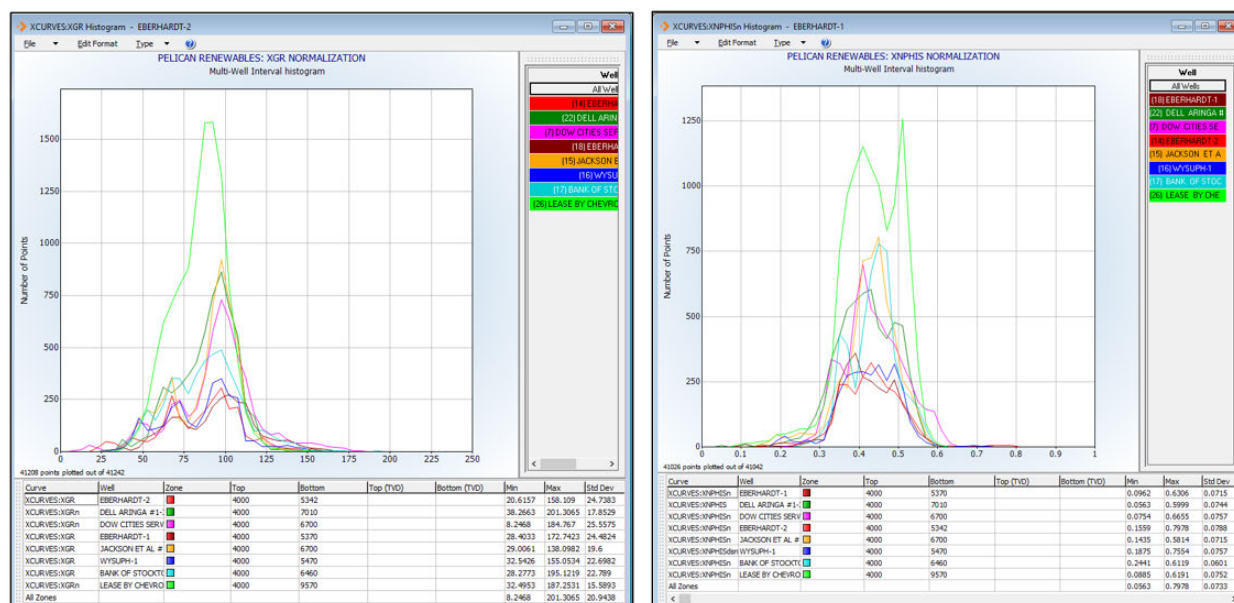 XCURVES:XGR Histogram - EBERHARDT-2
File Edit Format Type
PELICAN RENEWABLES: XGR NORMALIZATION
Multi-Well Interval histogram
Well
All Well
(14) EBERHA
(22) DELL ARIN
(7) DOW CITIES SEF
(18) EBERHA
(15) JACKSON E
(16) WYSU
(17) BANK OF STC
(26) LEASE BY CHEVRC
Number of Points
1500
1250
1000
750
500
250
0
0 25 50 75 100 125 150 175 200 225 250
41208 points plotted out of 41242
Curve Well Zone Top Bottom Top (TVD) Bottom (TVD) Min Max Std Dev
XCURVES:XGR EBERHARDT-2 4000 5342 20.6157 158.109 24.7383
XCURVES:XGRn DELL ARINGA #1-: 4000 7010 38.2663 201.3065 17.8529
XCURVES:XGRn DOW CITIES SERV 4000 6700 8.2468 184.767 25.5575
XCURVES:XGR EBERHARDT-1 4000 5370 28.4033 172.7423 24.4824
XCURVES:XGRn JACKSON ET AL # 4000 6700 29.0061 138.0982 19.6
XCURVES:XGR WYSUPH-1 4000 5470 32.5426 155.0534 22.6982
XCURVES:XGRn BANK OF STOCKTC 4000 6460 28.2773 195.1219 22.789
XCURVES:XGRn LEASE BY CHEVRO 4000 9570 32.4953 187.2531 15.5893
All Zones 8.2468 201.3065 20.9438
XCURVES:XNPHISn Histogram - EBERHARDT-1
File Edit Format Type
PELICAN RENEWABLES: XNPHIS NORMALIZATION
Multi-Well Interval histogram
Well
All Wells
(18) EBERHARDT-1
(22) DELL ARINGA #
(7) DOW CITIES SE
(14) EBERHARDT-2
(15) JACKSON ET A
(16) WYSUPH-1
(17) BANK OF STOC
(26) LEASE BY CHE
Number of Points
1250
1000
750
500
250
0
0 0.1 0.2 0.3 0.4 0.5 0.6 0.7 0.8 0.9 1
41026 points plotted out of 41042
Curve Well Zone Top Bottom Top (TVD) Bottom (TVD) Min Max Std Dev
XCURVES:XNPHISn EBERHARDT-1 4000 5370 0.0962 0.6306 0.0715
XCURVES:XNPHIS DELL ARINGA #1-: 4000 7010 0.0563 0.5999 0.0744
XCURVES:XNPHISn DOW CITIES SERV 4000 6700 0.0754 0.6655 0.0757
XCURVES:XNPHISn EBERHARDT-2 4000 5342 0.1559 0.7978 0.0788
XCURVES:XNPHISn JACKSON ET AL # 4000 6700 0.1435 0.5814 0.0715
XCURVES:XNPHISdsn WYSUPH-1 4000 5470 0.1875 0.7554 0.0757
XCURVES:XNPHISn BANK OF STOCKTC 4000 6460 0.2441 0.6119 0.0601
XCURVES:XNPHISn LEASE BY CHEVRO 4000 9570 0.0885 0.6191 0.0752
All Zones 0.0563 0.7978 0.0733